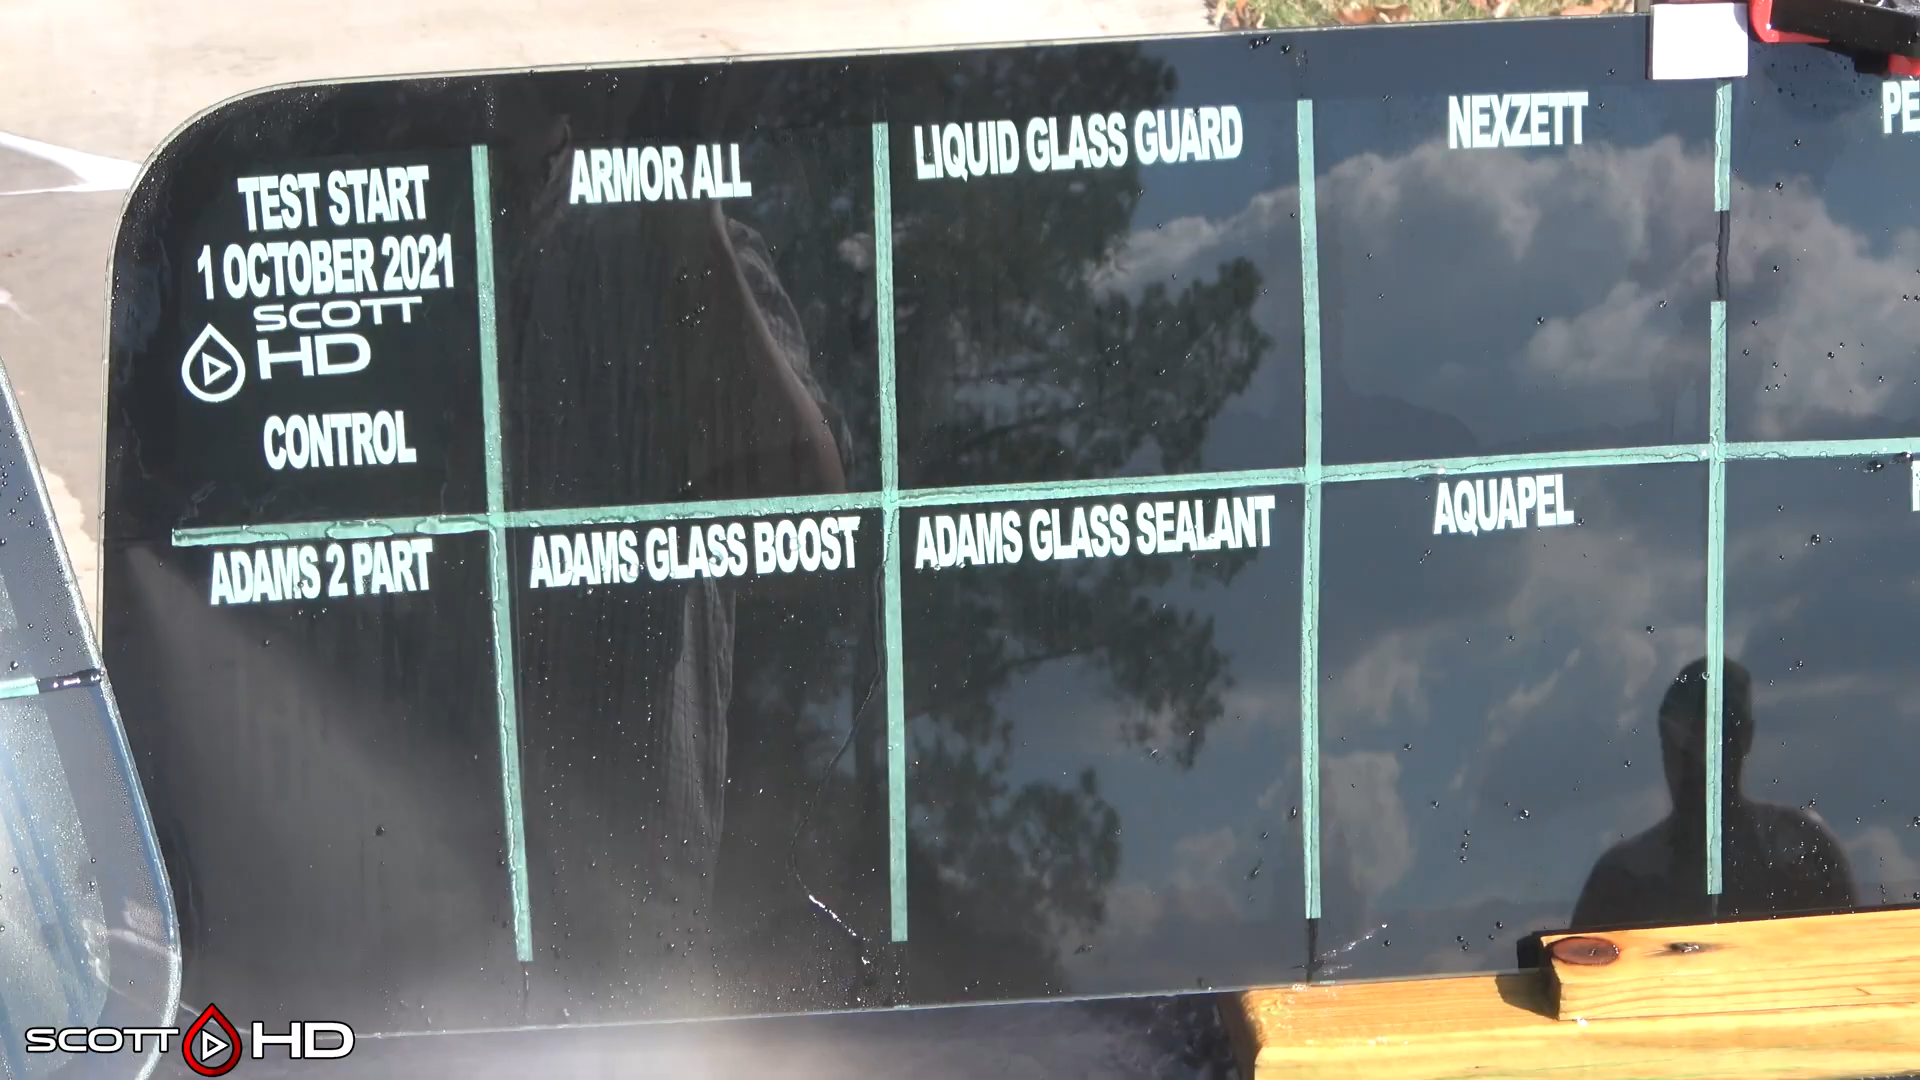 TEST START
1 OCTOBER 2021
SCOTT
HD
CONTROL
ARMOR ALL
LIQUID GLASS GUARD
NEXZETT
PE
ADAMS 2 PART
ADAMS GLASS BOOST
ADAMS GLASS SEALANT
AQUAPEL
SCOTT HD